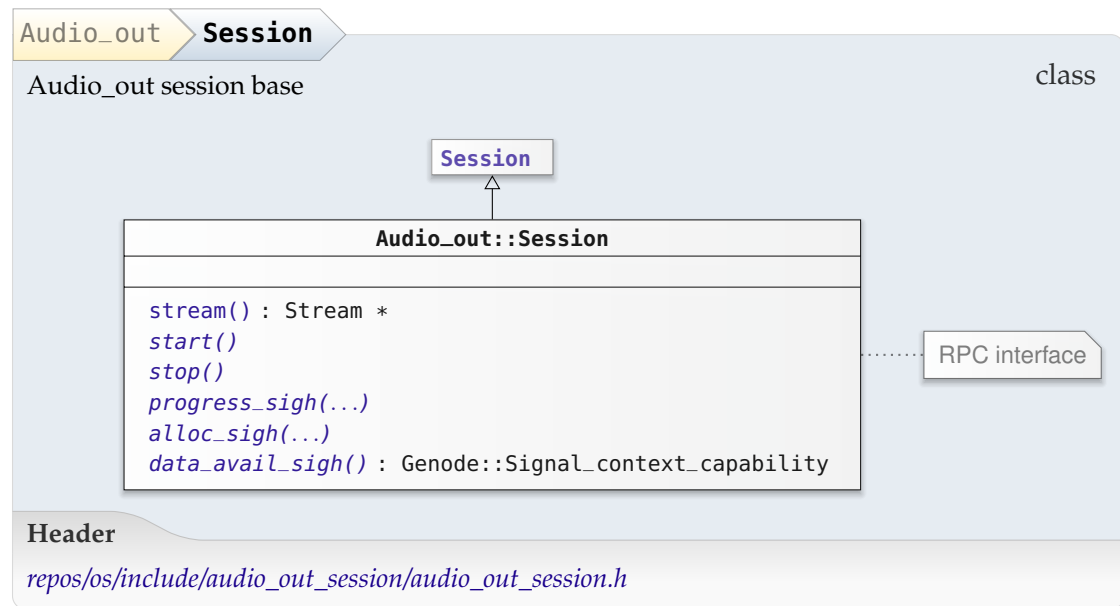 Audio_out Session
Audio_out session base
class
Session
Audio_out::Session
stream() : Stream *
start()
stop()
progress_sigh(...)
alloc_sigh(...)
data_avail_sigh() : Genode::Signal_context_capability
RPC interface
Header
repos/os/include/audio_out_session/audio_out_session.h